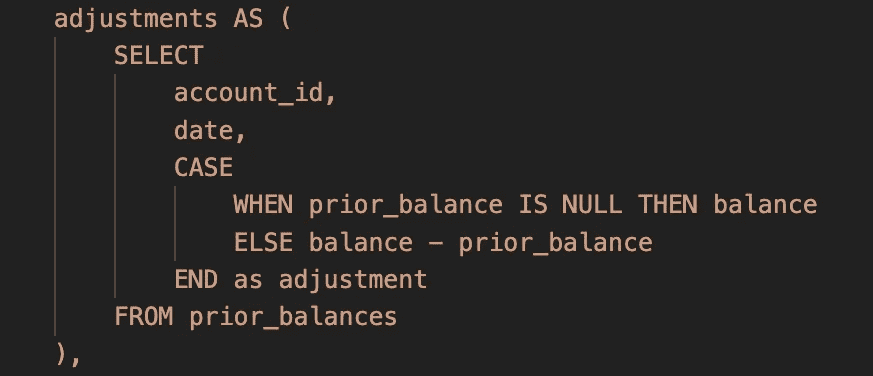 adjustments AS (
SELECT
account_id,
date,
CASE
WHEN prior_balance IS NULL THEN balance
ELSE balance - prior_balance
END as adjustment
FROM prior_balances
),